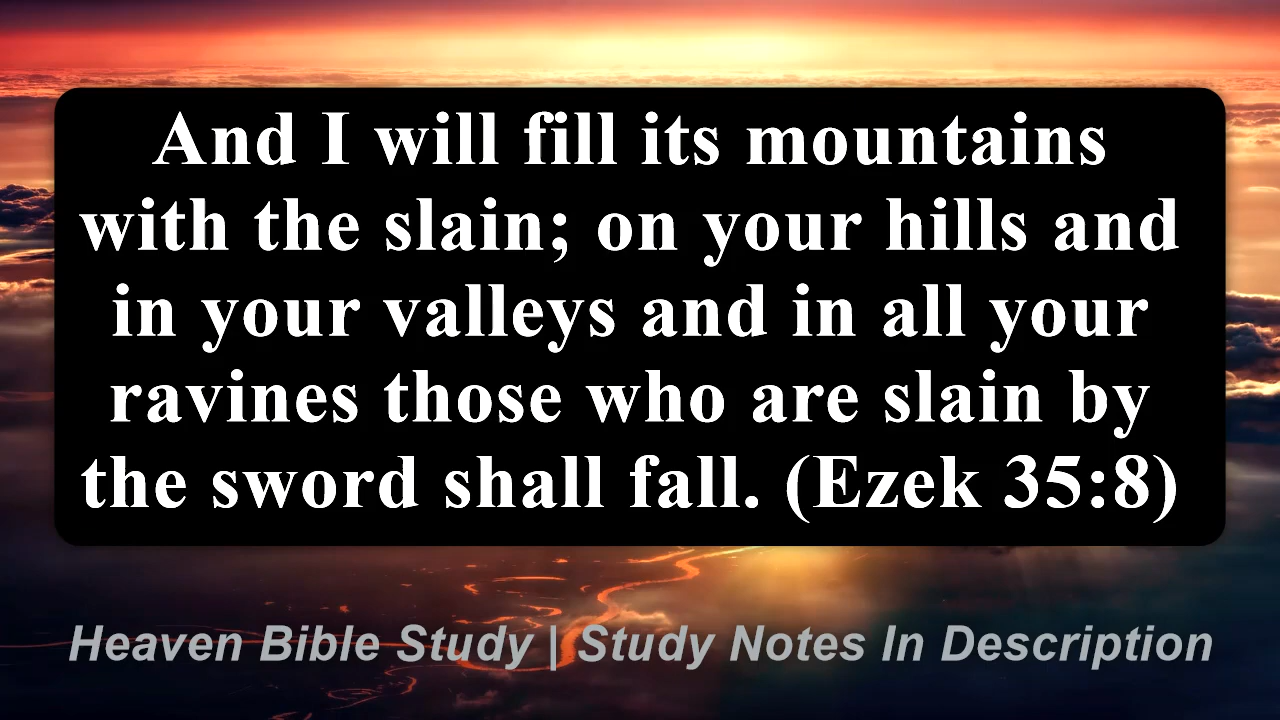 And I will fill its mountains
with the slain; on your hills and
in your valleys and in all your
ravines those who are slain by
the sword shall fall. (Ezek 35:8)
Heaven Bible Study | Study Notes In Description